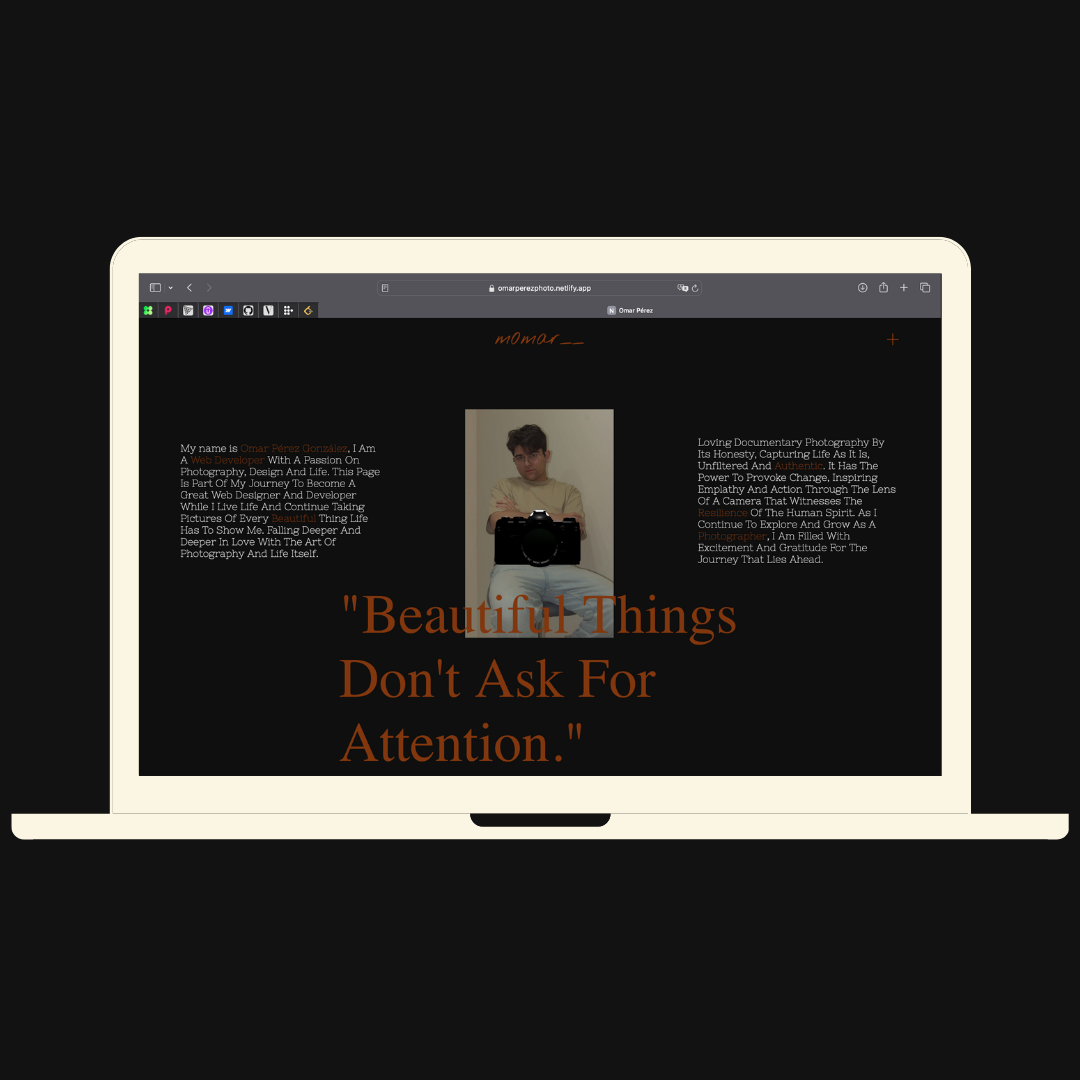 omarperezphoto.netlify.app
N Omar Pérez
momar__
+
My name is Omar Pérez González, I Am
A Web Developer With A Passion On
Photography, Design And Life. This Page
Is Part Of My Journey To Become A
Great Web Designer And Developer
While I Live Life And Continue Taking
Pictures Of Every Beautiful Thing Life
Has To Show Me. Falling Deeper And
Deeper In Love With The Art Of
Photography And Life Itself.
Loving Documentary Photography By
Its Honesty, Capturing Life As It Is,
Unfiltered And Authentic. It Has The
Power To Provoke Change, Inspiring
Empathy And Action Through The Lens
Of A Camera That Witnesses The
Resilience Of The Human Spirit. As I
Continue To Explore And Grow As A
Photographer, I Am Filled With
Excitement And Gratitude For The
Journey That Lies Ahead.
"Beautiful Things
Don't Ask For
Attention."